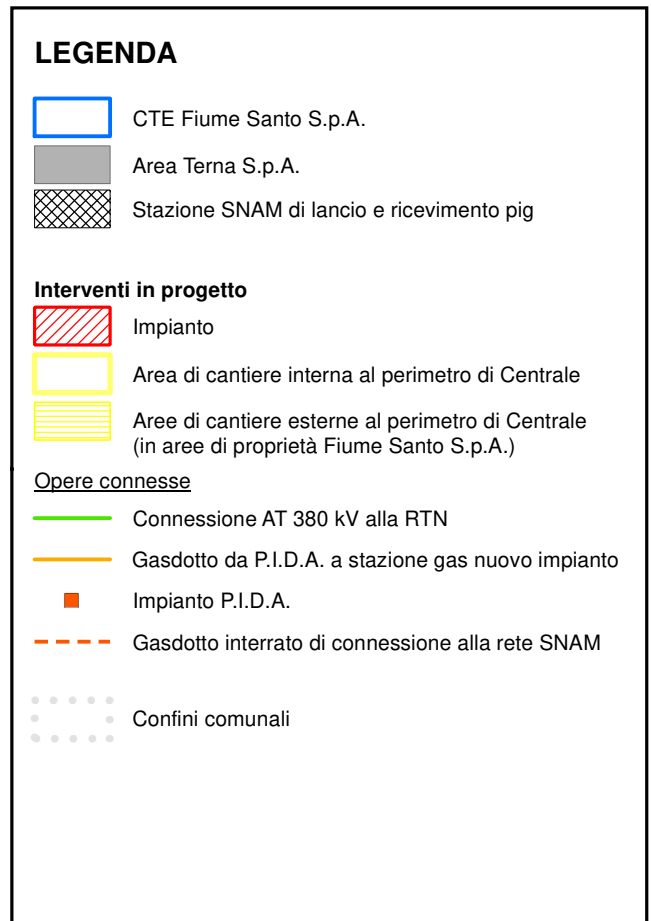 LEGENDA
CTE Fiume Santo S.p.A.
Area Terna S.p.A.
Stazione SNAM di lancio e ricevimento pig
Interventi in progetto
Impianto
Area di cantiere interna al perimetro di Centrale
Aree di cantiere esterne al perimetro di Centrale
(in aree di proprietà Fiume Santo S.p.A.)
Opere connesse
Connessione AT 380 kV alla RTN
Gasdotto da P.I.D.A. a stazione gas nuovo impianto
Impianto P.I.D.A.
Gasdotto interrato di connessione alla rete SNAM
Confini comunali